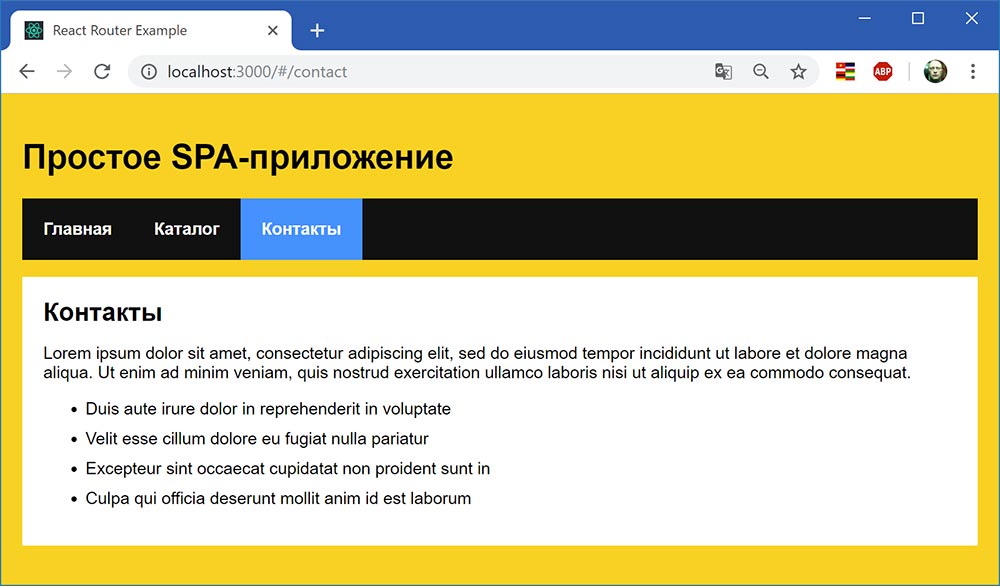 React Router Example
localhost:3000/#/contact
ABP
Простое SPA-приложение
Главная Каталог Контакты
Контакты
Lorem ipsum dolor sit amet, consectetur adipiscing elit, sed do eiusmod tempor incididunt ut labore et dolore magna
aliqua. Ut enim ad minim veniam, quis nostrud exercitation ullamco laboris nisi ut aliquip ex ea commodo consequat.
• Duis aute irure dolor in reprehenderit in voluptate
• Velit esse cillum dolore eu fugiat nulla pariatur
• Excepteur sint occaecat cupidatat non proident sunt in
• Culpa qui officia deserunt mollit anim id est laborum